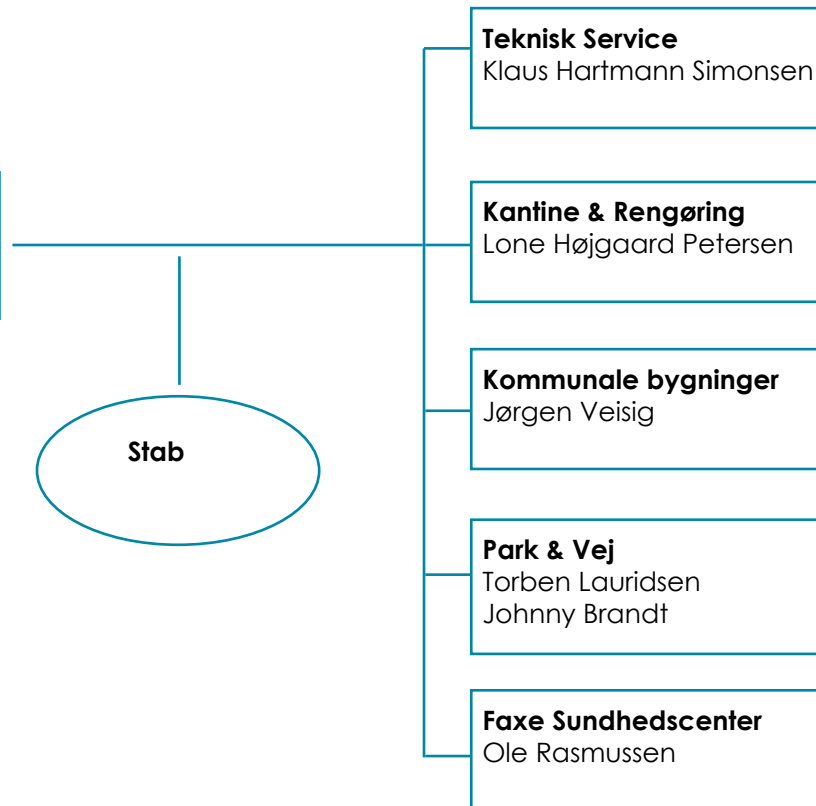 Teknisk Service
Klaus Hartmann Simonsen
Kantine & Rengøring
Lone Højgaard Petersen
Kommunale bygninger
Jørgen Veisig
Stab
Park & Vej
Torben Lauridsen
Johnny Brandt
Faxe Sundhedscenter
Ole Rasmussen